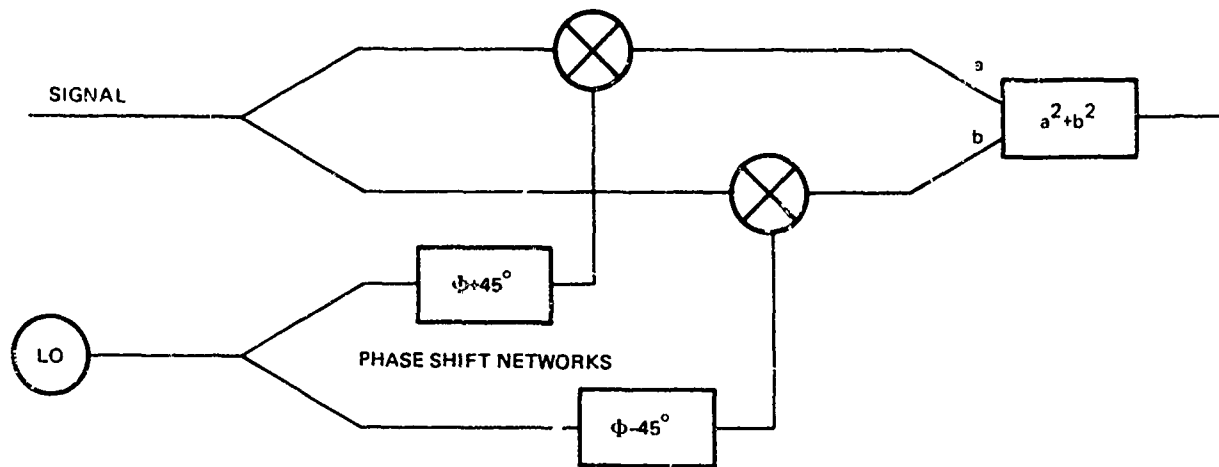 SIGNAL
a
b
a²+b²
Φ+45°
LO
PHASE SHIFT NETWORKS
Φ-45°